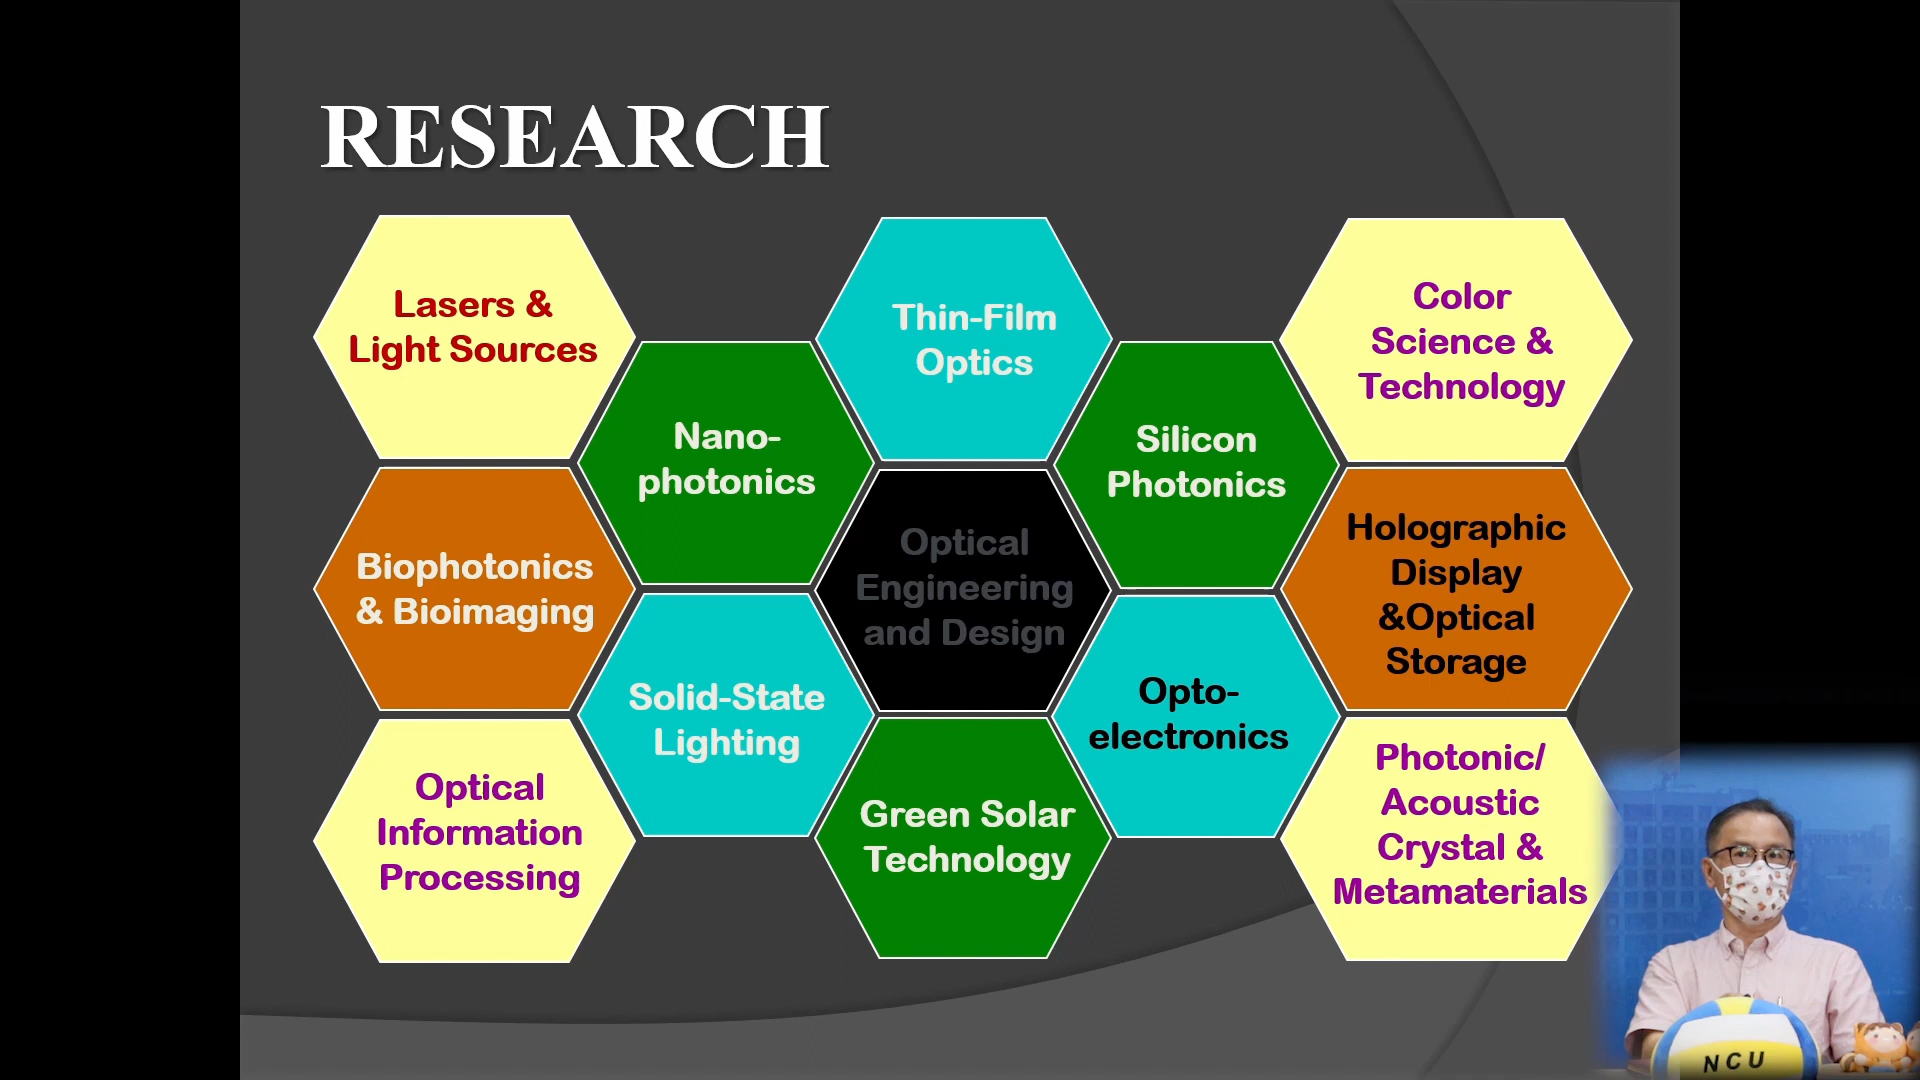 RESEARCH
Lasers &
Light Sources
Thin-Film
Optics
Color
Science &
Technology
Nano-
photonics
Silicon
Photonics
Biophotonics
& Bioimaging
Optical
Engineering
and Design
Holographic
Display
&Optical
Storage
Solid-State
Lighting
Opto-
electronics
Optical
Information
Processing
Green Solar
Technology
Photonic/
Acoustic
Crystal &
Metamaterials
NCU